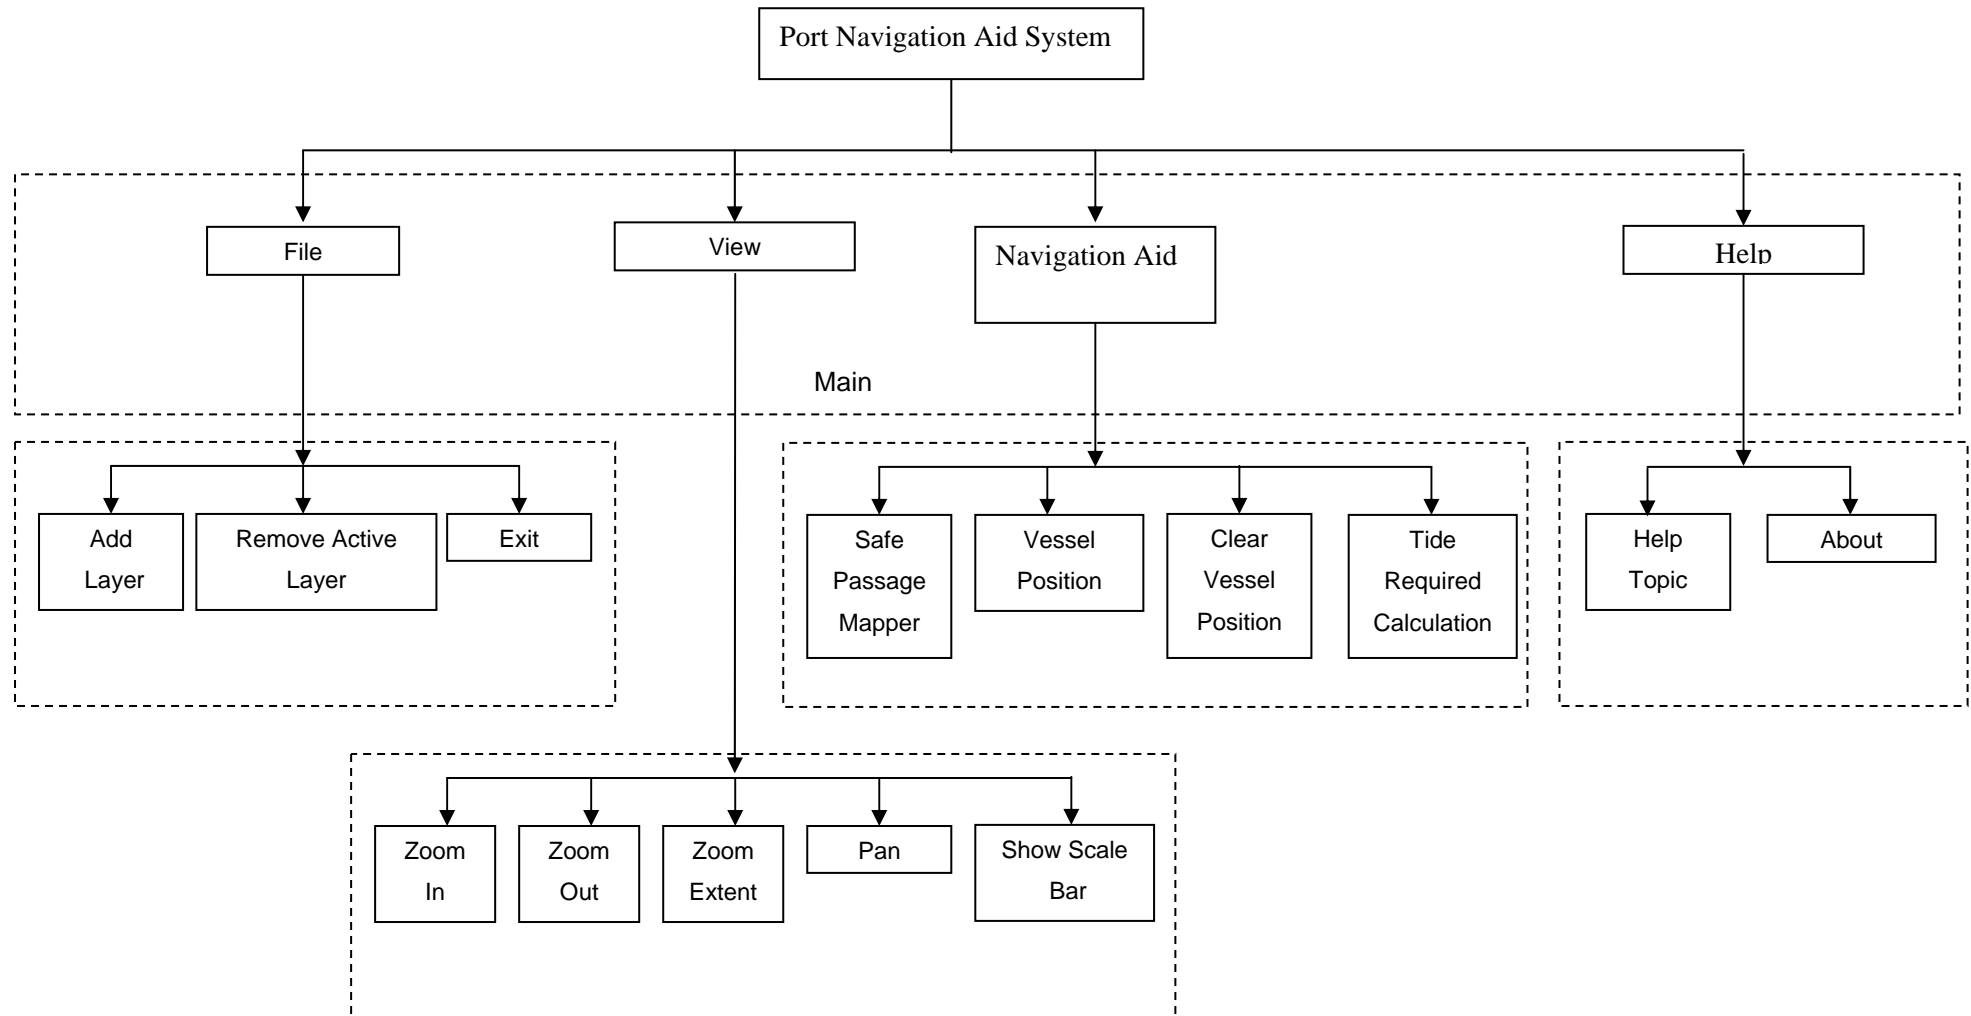 Port Navigation Aid System
File
View
Navigation Aid
Help
Main
Add
Layer
Remove Active
Layer
Exit
Safe
Passage
Mapper
Vessel
Position
Clear
Vessel
Position
Tide
Required
Calculation
Help
Topic
About
Zoom
In
Zoom
Out
Zoom
Extent
Pan
Show Scale
Bar